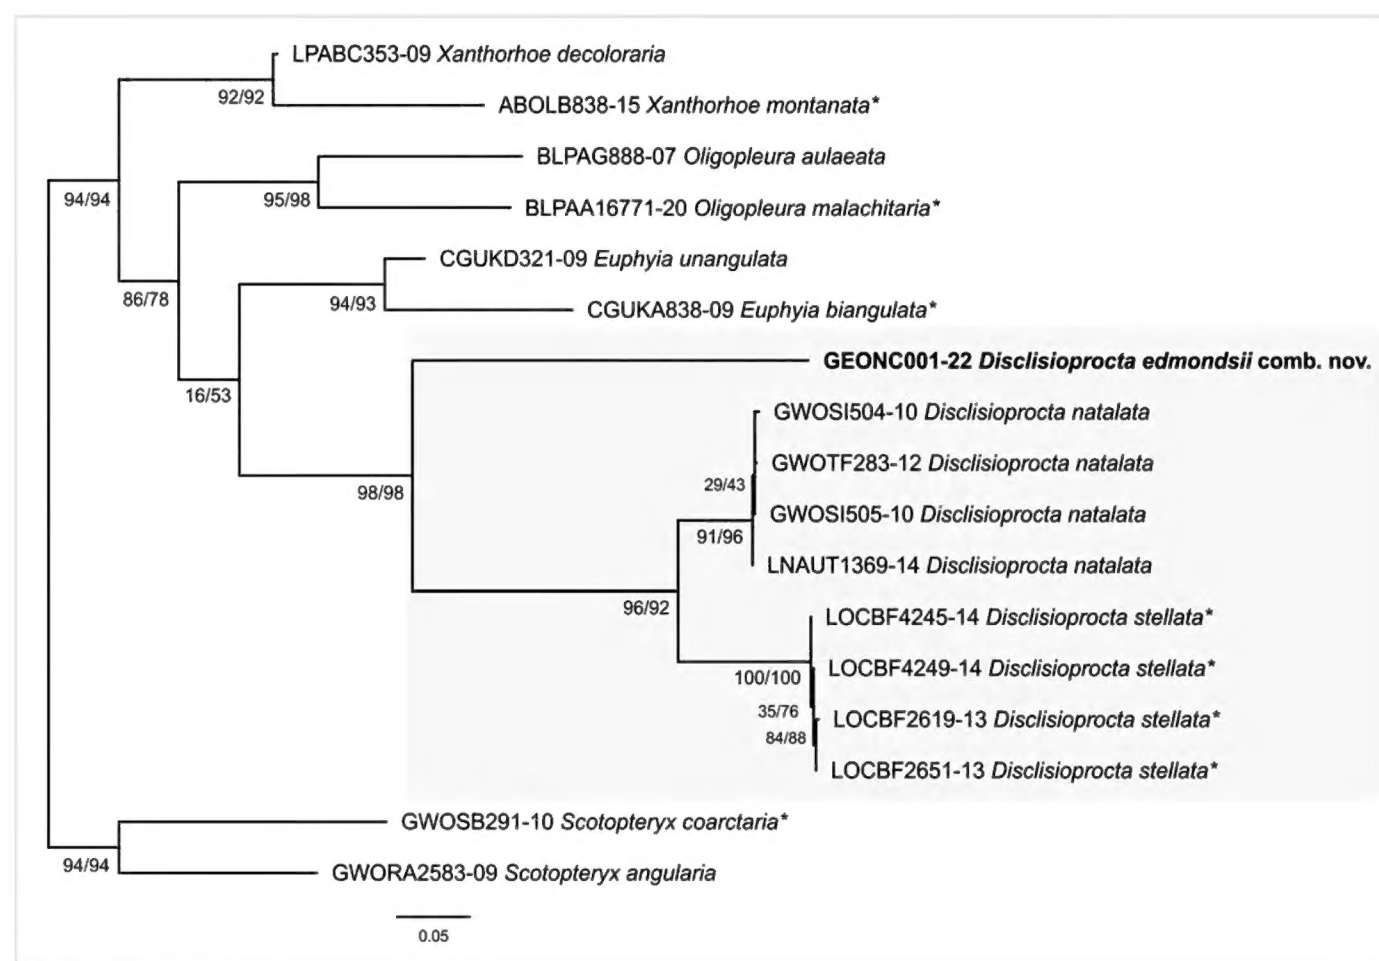 LPABC353-09 Xanthorhoe decoloraria
92/92
ABOLB838-15 Xanthorhoe montanata*
BLPAG888-07 Oligopleura aulaeata
94/94
95/98
BLPAA16771-20 Oligopleura malachitaria*
CGUKD321-09 Euphyia unangulata
86/78
94/93
CGUKA838-09 Euphyia biangulata*
GEONC001-22 Disclisioprocta edmondsii comb. nov.
16/53
GWOSI504-10 Disclisioprocta natalata
GWOTF283-12 Disclisioprocta natalata
98/98
29/43
GWOSI505-10 Disclisioprocta natalata
91/96
LNAUT1369-14 Disclisioprocta natalata
96/92
LOCBF4245-14 Disclisioprocta stellata*
LOCBF4249-14 Disclisioprocta stellata*
100/100
35/76
LOCBF2619-13 Disclisioprocta stellata*
84/88
LOCBF2651-13 Disclisioprocta stellata*
GWOSB291-10 Scotopteryx coarctaria*
94/94
GWORA2583-09 Scotopteryx angularia
0.05